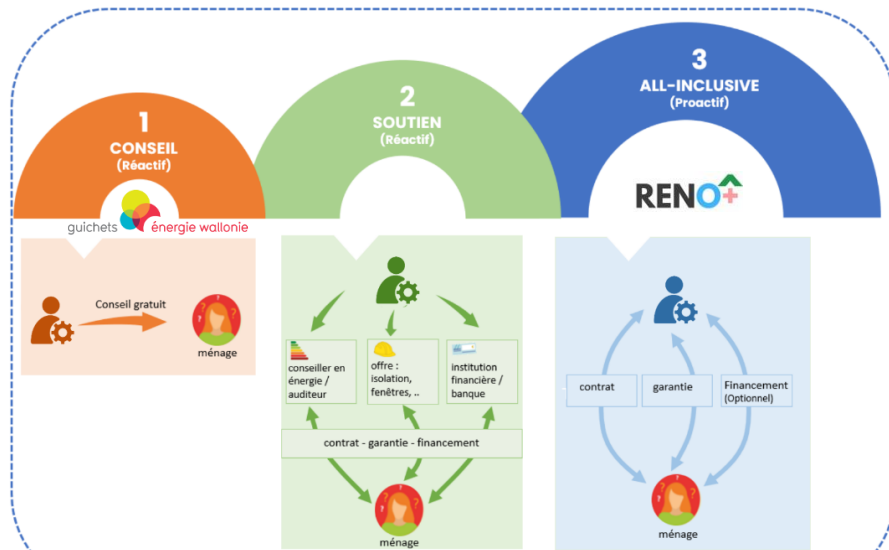 1
CONSEIL
(Réactif)
guichets énergie wallonie
Conseil gratuit
ménage
2
SOUTIEN
(Réactif)
conseiller en
énergie /
auditeur
offre :
isolation,
fenêtres, ..
institution
financière /
banque
contrat - garantie - financement
ménage
3
ALL-INCLUSIVE
(Proactif)
RENO+
contrat
garantie
Financement
(Optionnel)
ménage